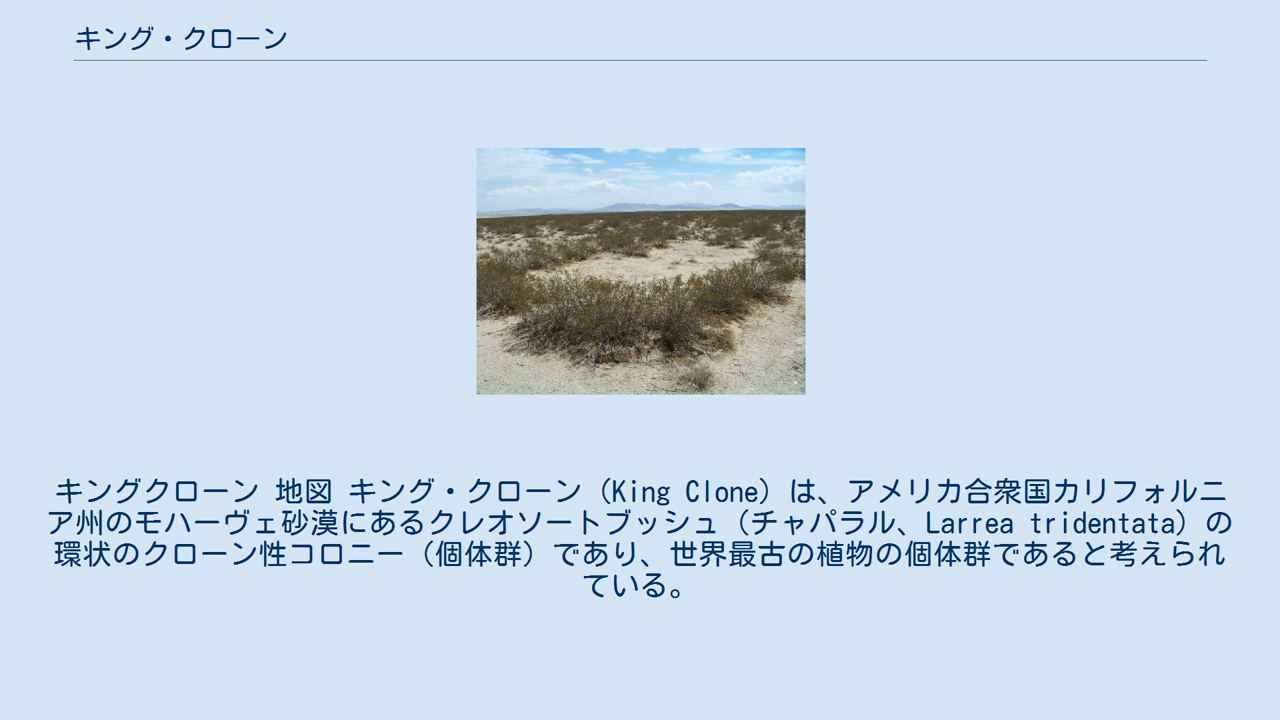 キング・クローン
キングクローン 地図 キング・クローン（King Clone）は、アメリカ合衆国カリフォルニ
ア州のモハーヴェ砂漠にあるクレオソートブッシュ（チャパラル、Larrea tridentata）の
環状のクローン性コロニー（個体群）であり、世界最古の植物の個体群であると考えられ
ている。